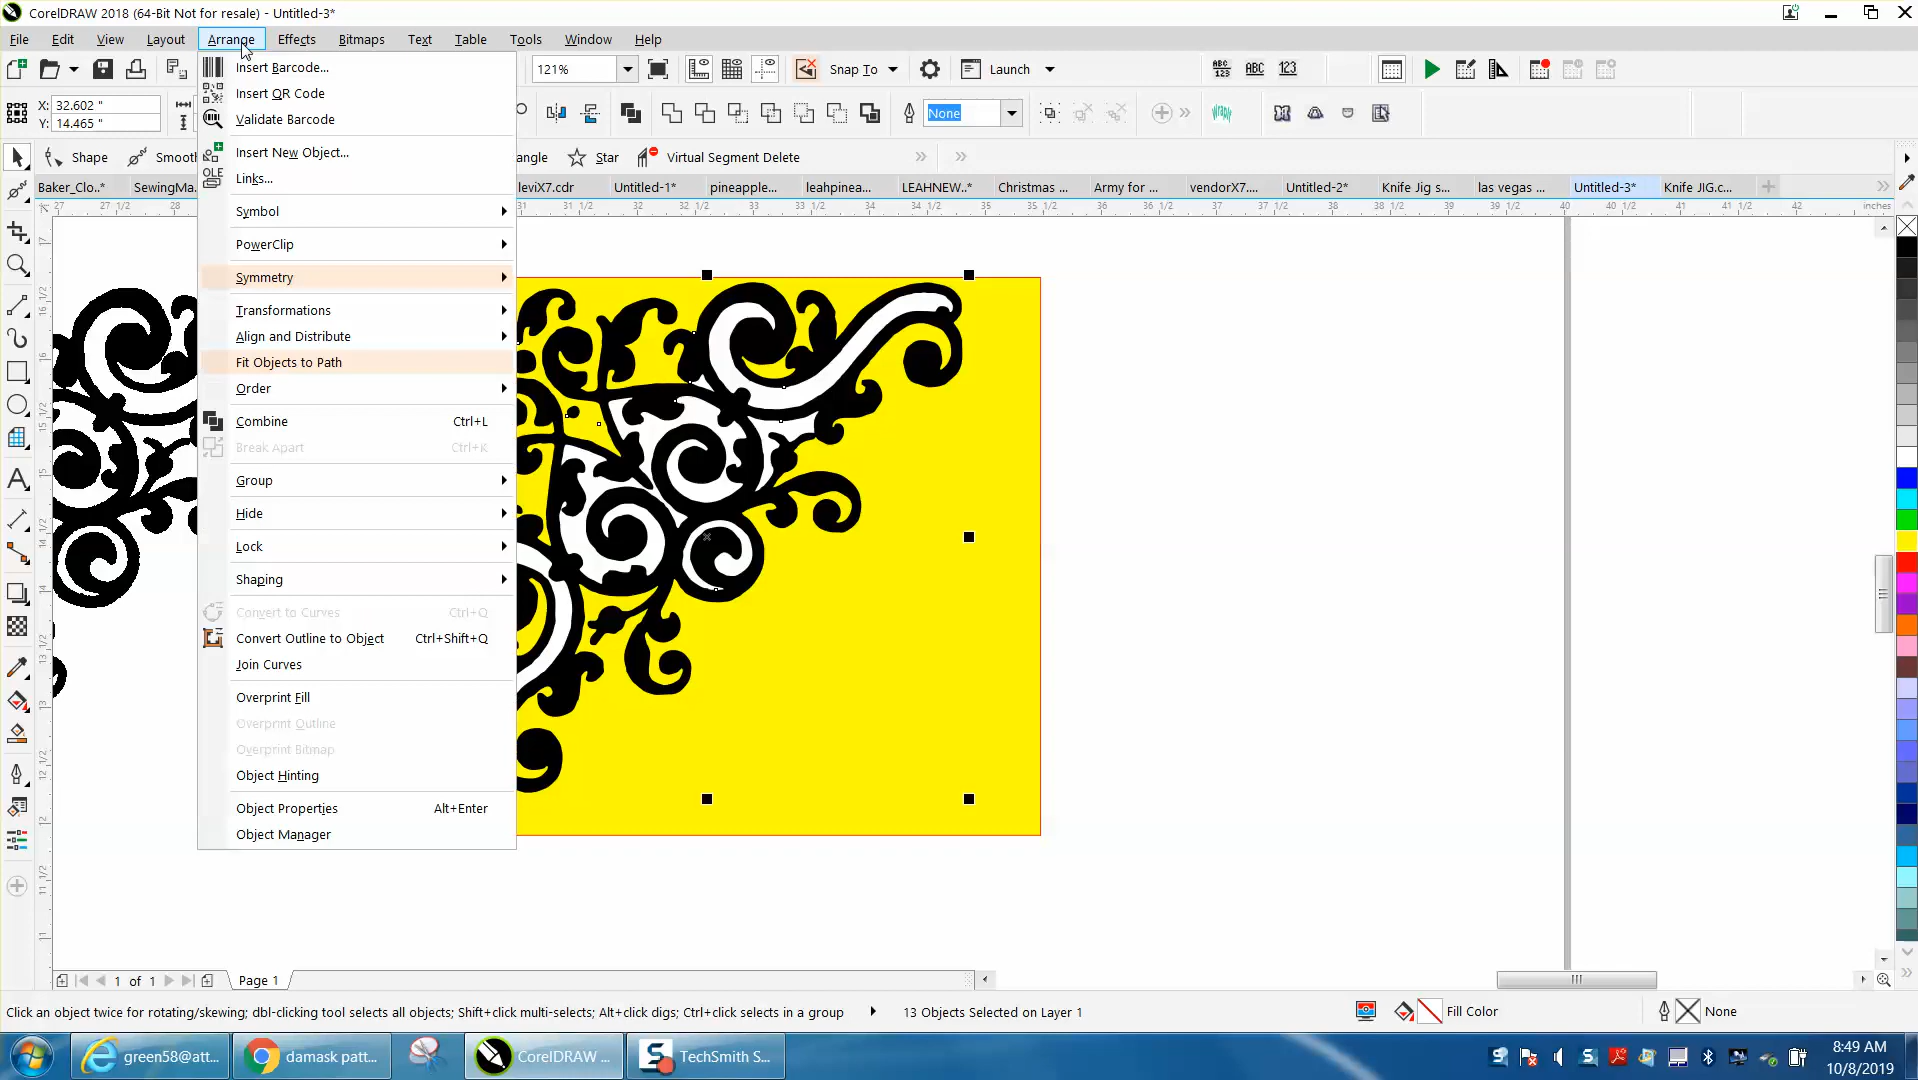 CorelDRAW 2018 (64-Bit Not for resale) - Untitled-3*
File Edit View Layout Arrange Effects Bitmaps Text Table Tools Window Help
121% Snap To Launch
X: 32.602 "
Y: 14.465 "
None
Shape Smooth angle Star Virtual Segment Delete
Baker_Clo..* SewingMa. leviX7.cdr Untitled-1* pineapple... leahpinea... LEAHNEW..* Christmas ... Army for ... vendorX7.... Untitled-2* Knife Jig s... las vegas ... Untitled-3* Knife JIG.c...
27 27 1/2 28 31 31 1/2 32 32 1/2 33 33 1/2 34 34 1/2 35 35 1/2 36 36 1/2 37 37 1/2 38 38 1/2 39 39 1/2 40 40 1/2 41 41 1/2 42 inches
Insert Barcode...
Insert QR Code
Validate Barcode
Insert New Object...
Links...
Symbol
PowerClip
Symmetry
Transformations
Align and Distribute
Fit Objects to Path
Order
Combine Ctrl+L
Break Apart Ctrl+K
Group
Hide
Lock
Shaping
Convert to Curves Ctrl+Q
Convert Outline to Object Ctrl+Shift+Q
Join Curves
Overprint Fill
Overprint Outline
Overprint Bitmap
Object Hinting
Object Properties Alt+Enter
Object Manager
1 of 1 Page 1
Click an object twice for rotating/skewing; dbl-clicking tool selects all objects; Shift+click multi-selects; Alt+click digs; Ctrl+click selects in a group 13 Objects Selected on Layer 1 Fill Color None
green58@att... damask patt... CorelDRAW ... TechSmith S...
8:49 AM
10/8/2019